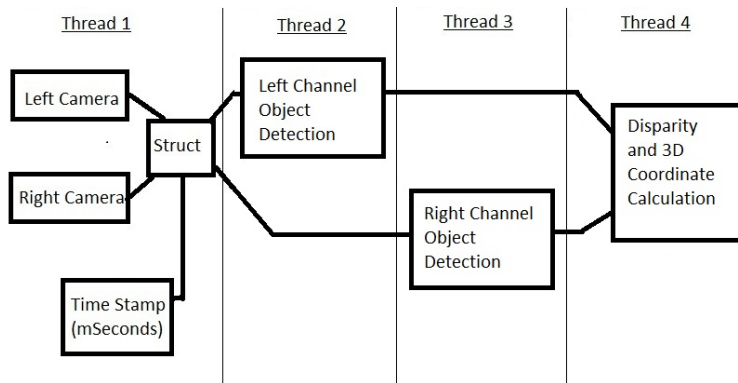 Thread 1
Thread 2
Thread 3
Thread 4
Left Camera
Right Camera
Time Stamp
(mSeconds)
Struct
Left Channel
Object
Detection
Right Channel
Object
Detection
Disparity
and 3D
Coordinate
Calculation